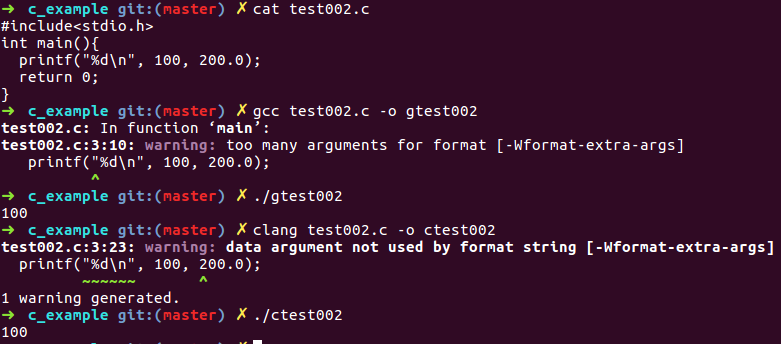 ➜  c_example git:(master) ✗ cat test002.c
#include<stdio.h>
int main(){
  printf("%d\n", 100, 200.0);
  return 0;
}
➜  c_example git:(master) ✗ gcc test002.c -o gtest002
test002.c: In function ‘main’:
test002.c:3:10: warning: too many arguments for format [-Wformat-extra-args]
   printf("%d\n", 100, 200.0);
          ^
➜  c_example git:(master) ✗ ./gtest002
100
➜  c_example git:(master) ✗ clang test002.c -o ctest002
test002.c:3:23: warning: data argument not used by format string [-Wformat-extra-args]
  printf("%d\n", 100, 200.0);
         ~~~~~~       ^
1 warning generated.
➜  c_example git:(master) ✗ ./ctest002
100
➜  c_example git:(master) ✗